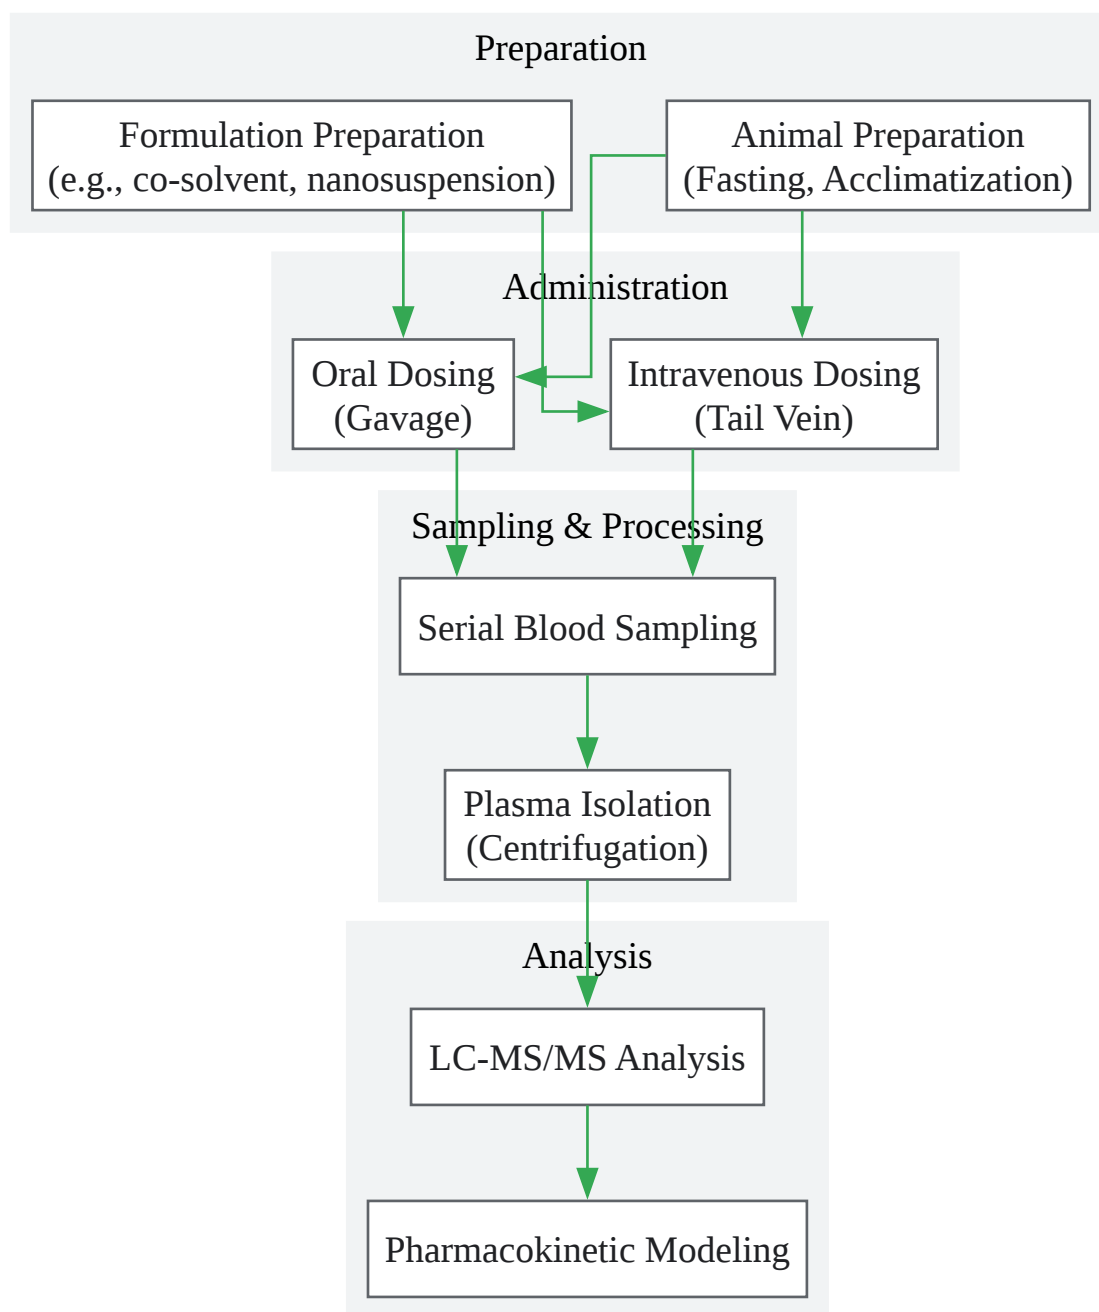 Preparation
Formulation Preparation
(e.g., co-solvent, nanosuspension)
Animal Preparation
(Fasting, Acclimatization)
Administration
Oral Dosing
(Gavage)
Intravenous Dosing
(Tail Vein)
Sampling & Processing
Serial Blood Sampling
Plasma Isolation
(Centrifugation)
Analysis
LC-MS/MS Analysis
Pharmacokinetic Modeling